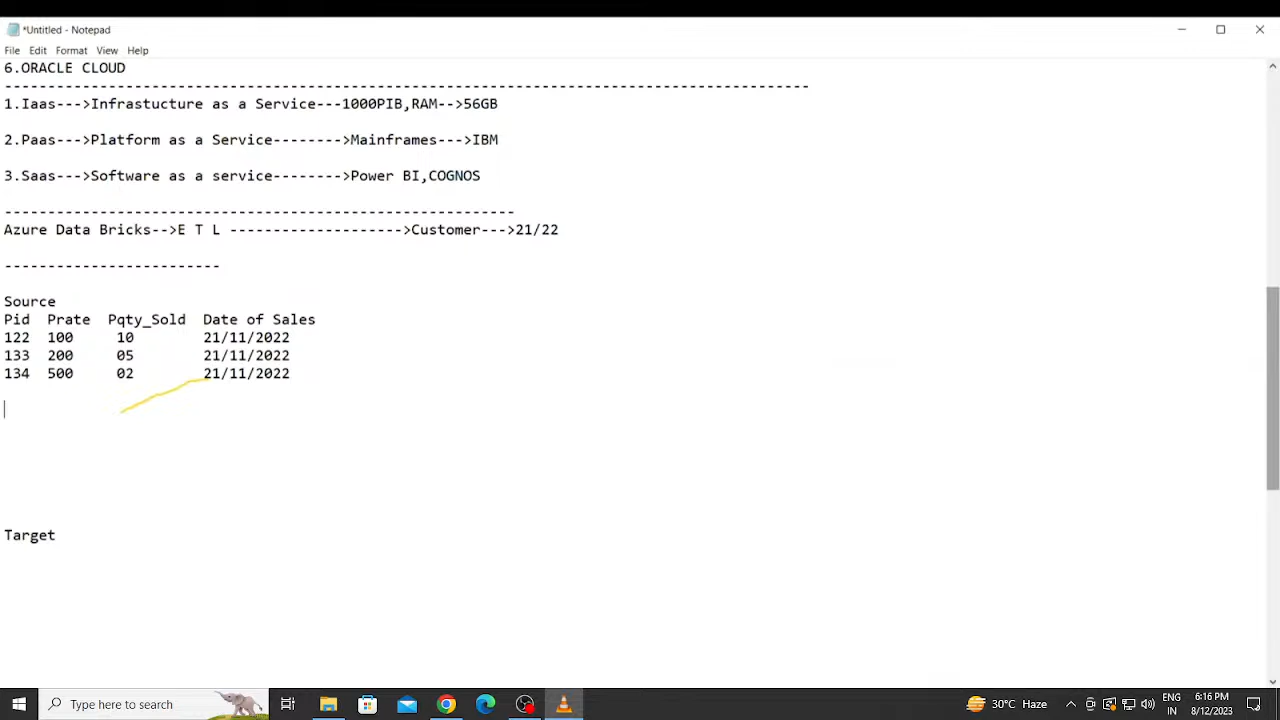 *Untitled - Notepad
File Edit Format View Help
6.ORACLE CLOUD
---------------------------------------------------------------------------------------------
1.Iaas--->Infrastucture as a Service---1000PIB,RAM-->56GB
2.Paas--->Platform as a Service-------->Mainframes--->IBM
3.Saas--->Software as a service-------->Power BI,COGNOS
-----------------------------------------------------------
Azure Data Bricks-->E T L -------------------->Customer--->21/22
-------------------------
Source
Pid Prate Pqty_Sold Date of Sales
122 100 10 21/11/2022
133 200 05 21/11/2022
134 500 02 21/11/2022
Target
Type here to search
30°C Haze
ENG
IN
6:16 PM
8/12/2023